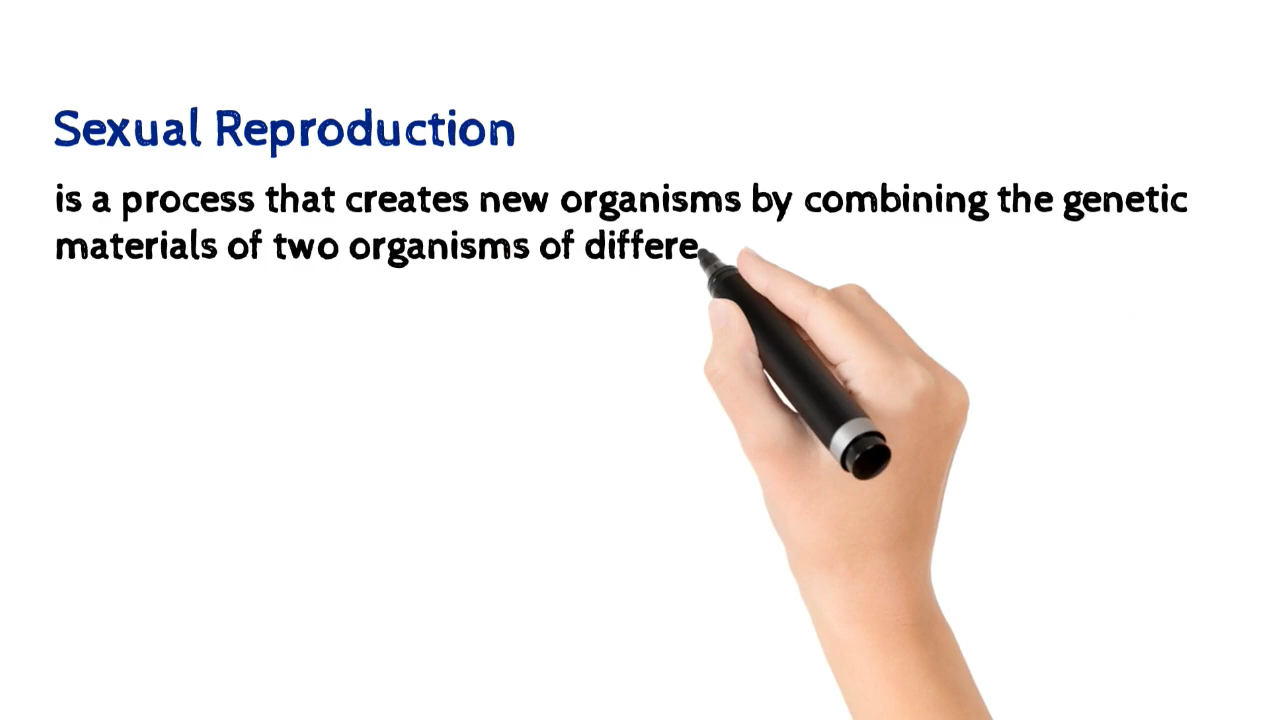 Sexual Reproduction
is a process that creates new organisms by combining the genetic
materials of two organisms of differe